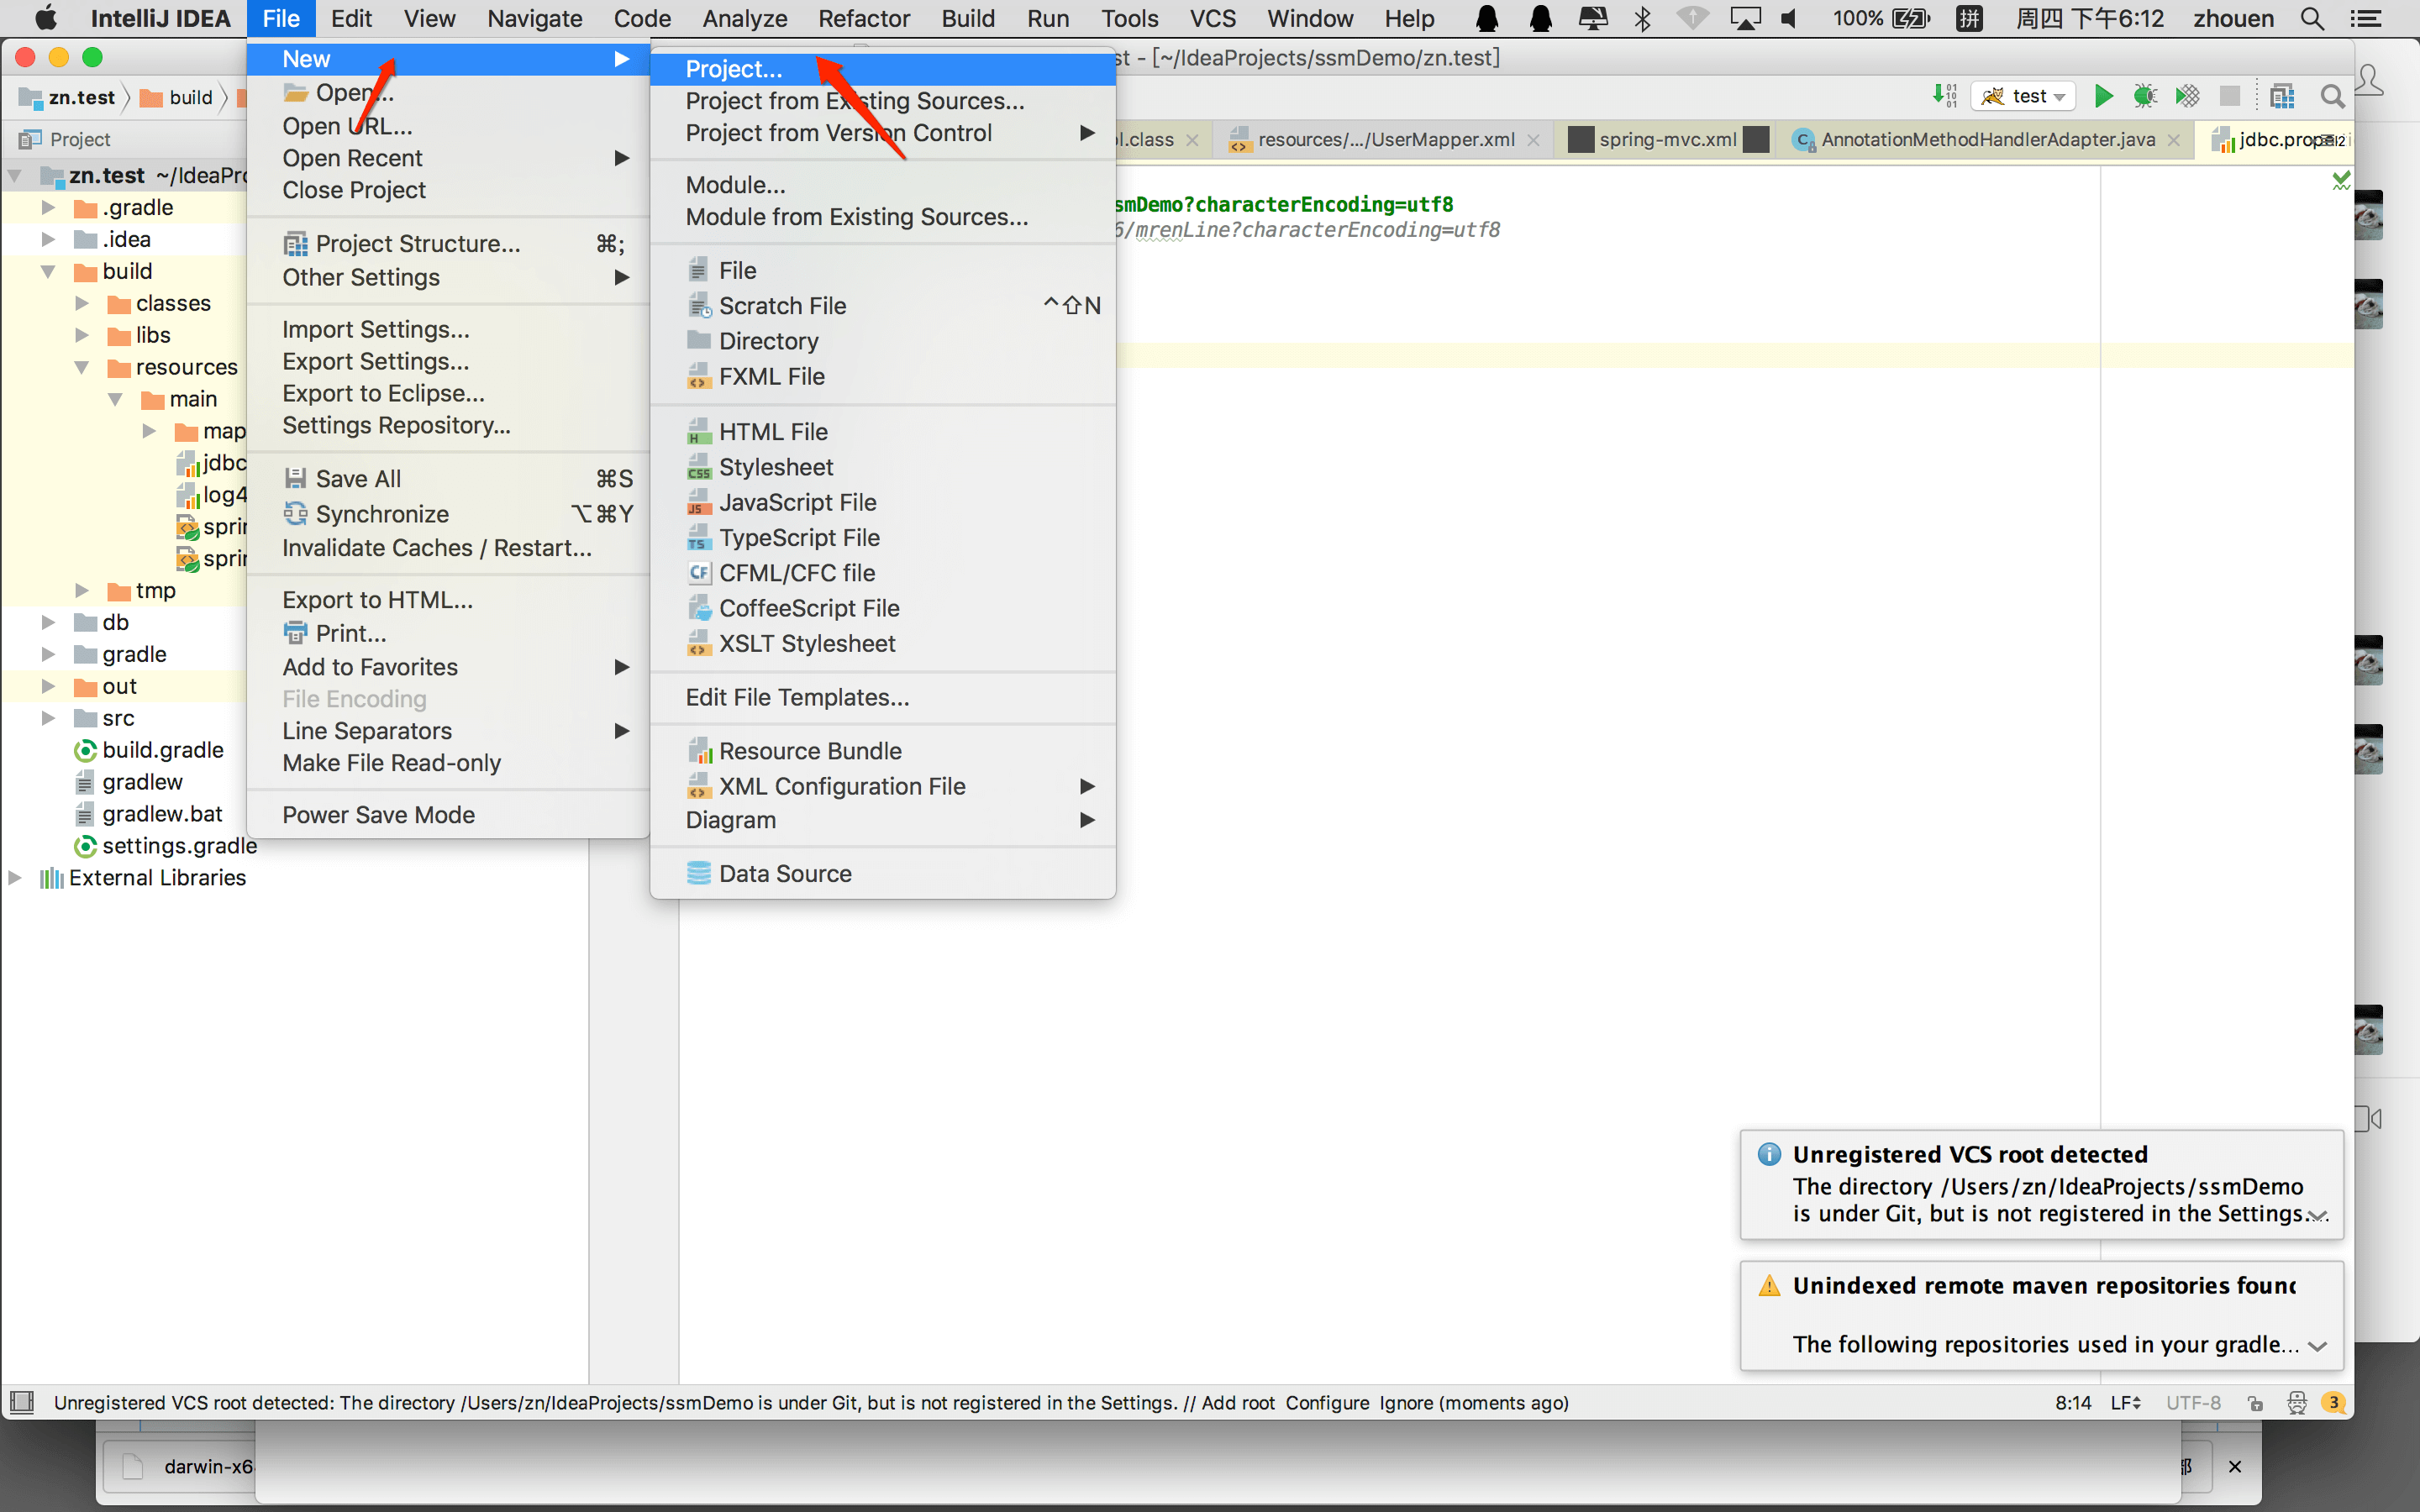 IntelliJ IDEA File Edit View Navigate Code Analyze Refactor Build Run Tools VCS Window Help 100% 拼 周四 下午6:12 zhouen
st - [~/IdeaProjects/ssmDemo/zn.test]
zn.test build
test
Project
l.class resources/.../UserMapper.xml spring-mvc.xml AnnotationMethodHandlerAdapter.java
zn.test
.gradle
.idea
build
classes
libs
resources
main
tmp
db
gradle
out
src
build.gradle
gradlew
gradlew.bat
settings.gradle
External Libraries
New
Open...
Open URL...
Open Recent
Close Project
Project Structure... ⌘;
Other Settings
Import Settings...
Export Settings...
Export to Eclipse...
Settings Repository...
Save All ⌘S
Synchronize ⌥⌘Y
Invalidate Caches / Restart...
Export to HTML...
Print...
Add to Favorites
File Encoding
Line Separators
Make File Read-only
Power Save Mode
Project...
Project from Existing Sources...
Project from Version Control
Module...
Module from Existing Sources...
File
Scratch File ^⇧N
Directory
FXML File
HTML File
Stylesheet
JavaScript File
TypeScript File
CFML/CFC file
CoffeeScript File
XSLT Stylesheet
Edit File Templates...
Resource Bundle
XML Configuration File
Diagram
Data Source
smDemo?characterEncoding=utf8
6/mrenLine?characterEncoding=utf8
Unregistered VCS root detected
The directory /Users/zn/IdeaProjects/ssmDemo
is under Git, but is not registered in the Settings....
Unindexed remote maven repositories found
The following repositories used in your gradle...
Unregistered VCS root detected: The directory /Users/zn/IdeaProjects/ssmDemo is under Git, but is not registered in the Settings. // Add root Configure Ignore (moments ago)
8:14 LF UTF-8 3
darwin-x6